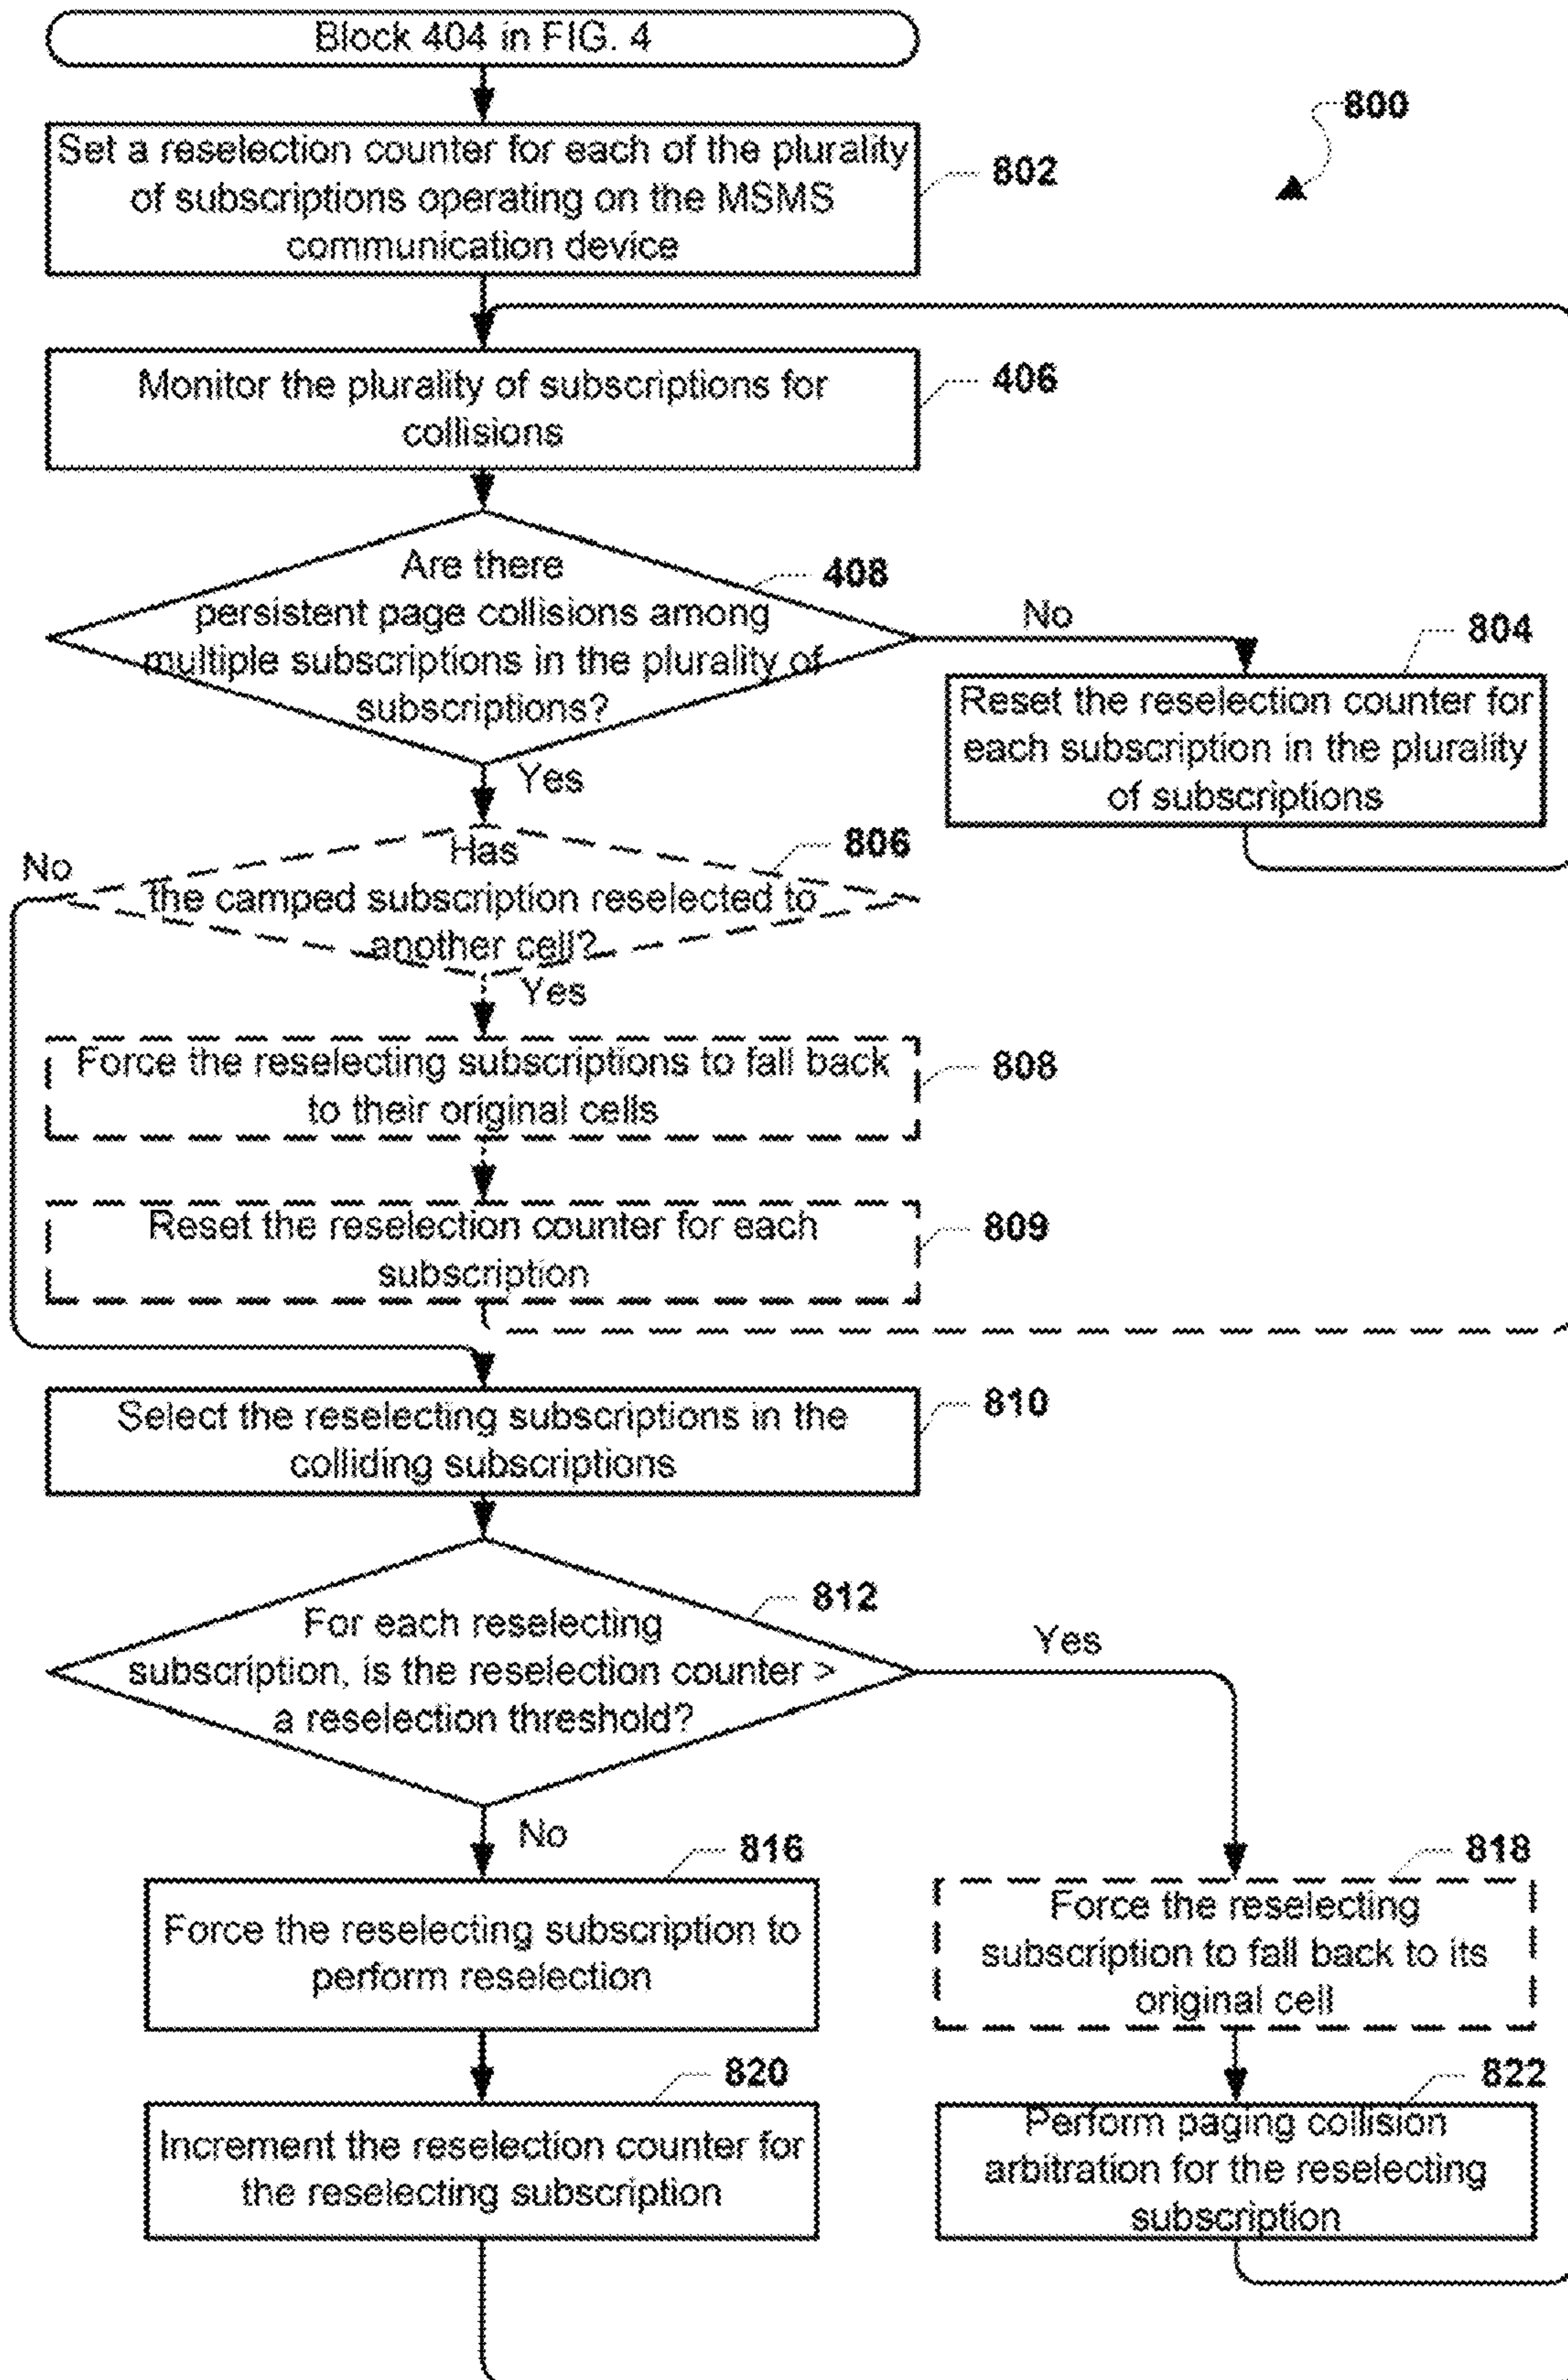 Block 404 in FIG. 4
800
Set a reselection counter for each of the plurality
of subscriptions operating on the MSMS
communication device
802
Monitor the plurality of subscriptions for
collisions
406
Are there
persistent page collisions among
multiple subscriptions in the plurality of
subscriptions?
408
No
804
Reset the reselection counter for
each subscription in the plurality
of subscriptions
Yes
Has
the camped subscription reselected to
another cell?
806
No
Yes
Force the reselecting subscriptions to fall back
to their original cells
808
Reset the reselection counter for each
subscription
809
Select the reselecting subscriptions in the
colliding subscriptions
810
For each reselecting
subscription, is the reselection counter >
a reselection threshold?
812
Yes
No
816
Force the reselecting subscription to
perform reselection
818
Force the reselecting
subscription to fall back to its
original cell
820
Increment the reselection counter for
the reselecting subscription
822
Perform paging collision
arbitration for the reselecting
subscription